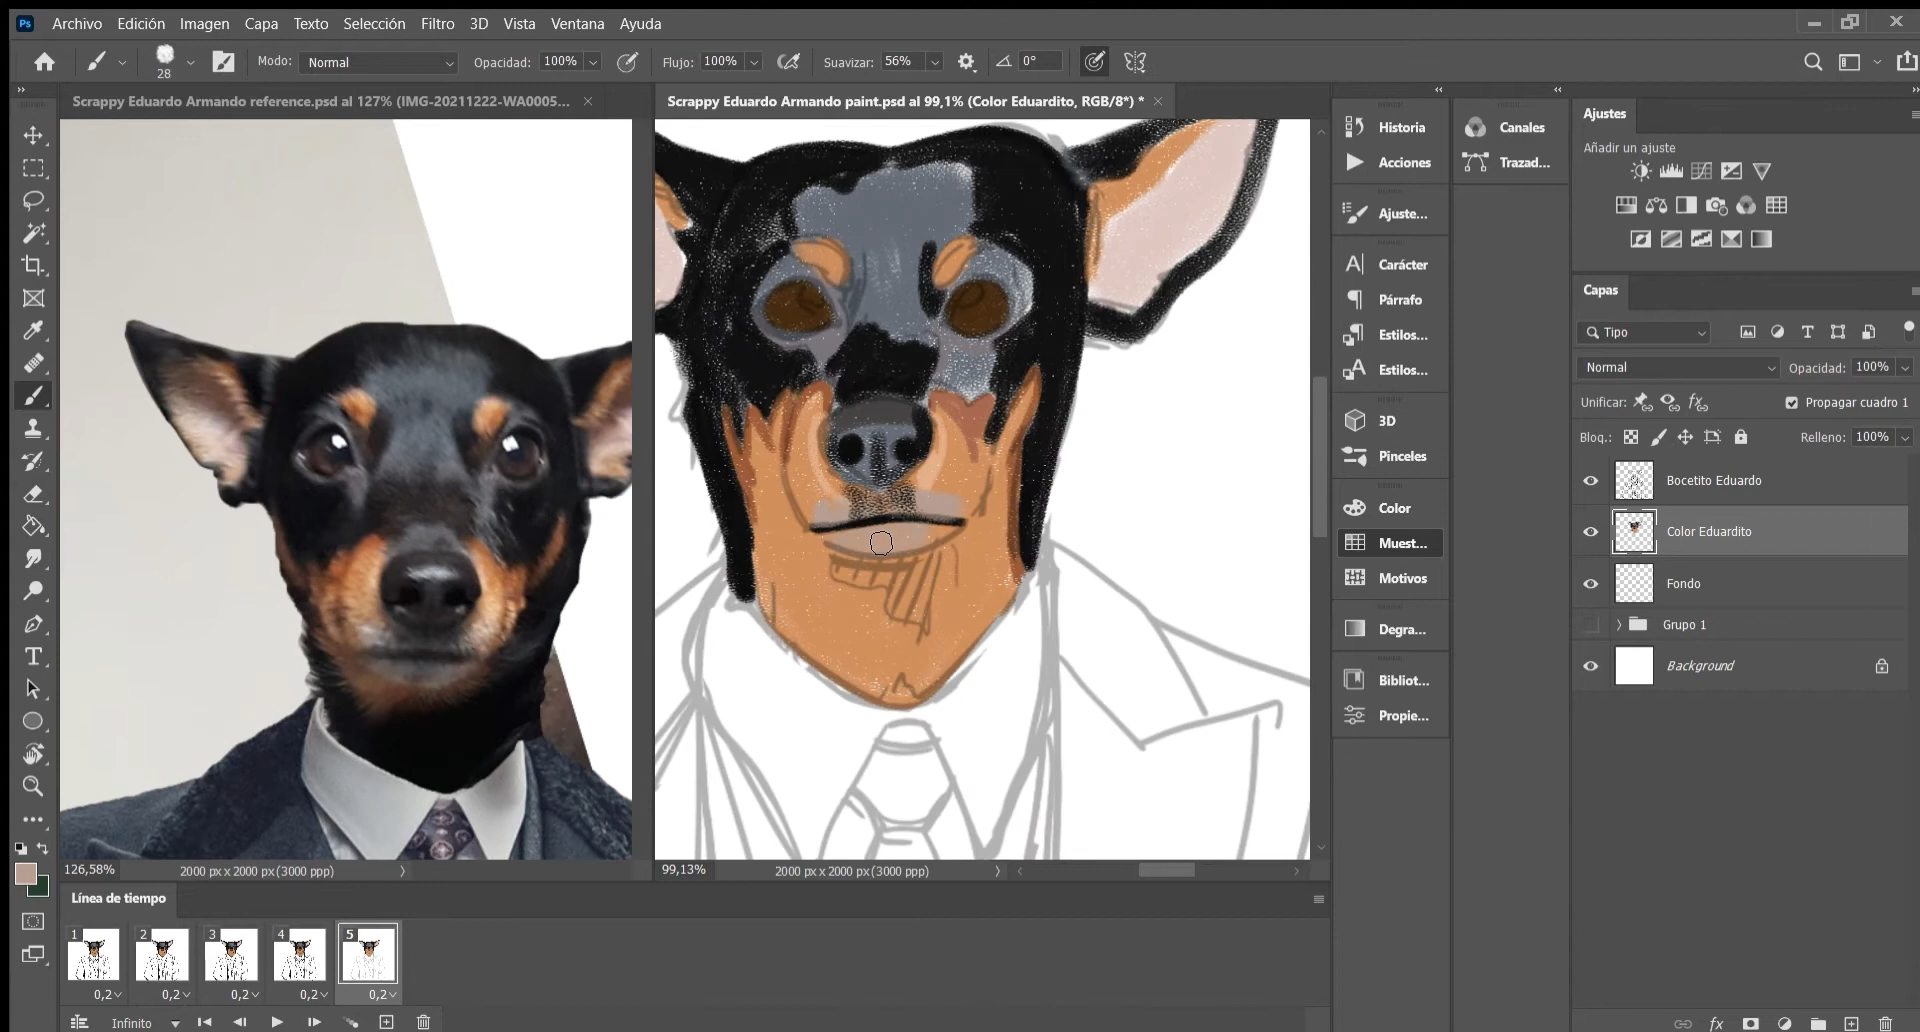 Ps Archivo Edición Imagen Capa Texto Selección Filtro 3D Vista Ventana Ayuda
28 Modo: Normal Opacidad: 100% Flujo: 100% Suavizar: 56% 0°
Scrappy Eduardo Armando reference.psd al 127% (IMG-20211222-WA0005...
Scrappy Eduardo Armando paint.psd al 99,1% (Color Eduardito, RGB/8*) *
Historia
Acciones
Ajuste...
Carácter
Párrafo
Estilos...
Estilos...
3D
Pinceles
Color
Muest...
Motivos
Degra...
Bibliot...
Propie...
Canales
Trazad...
Ajustes
Añadir un ajuste
Capas
Tipo
Normal Opacidad: 100%
Unificar: Propagar cuadro 1
Bloq.: Relleno: 100%
Bocetito Eduardo
Color Eduardito
Fondo
Grupo 1
Background
126,58% 2000 px x 2000 px (3000 ppp)
99,13% 2000 px x 2000 px (3000 ppp)
Línea de tiempo
1 2 3 4 5
0,2 0,2 0,2 0,2 0,2
Infinito